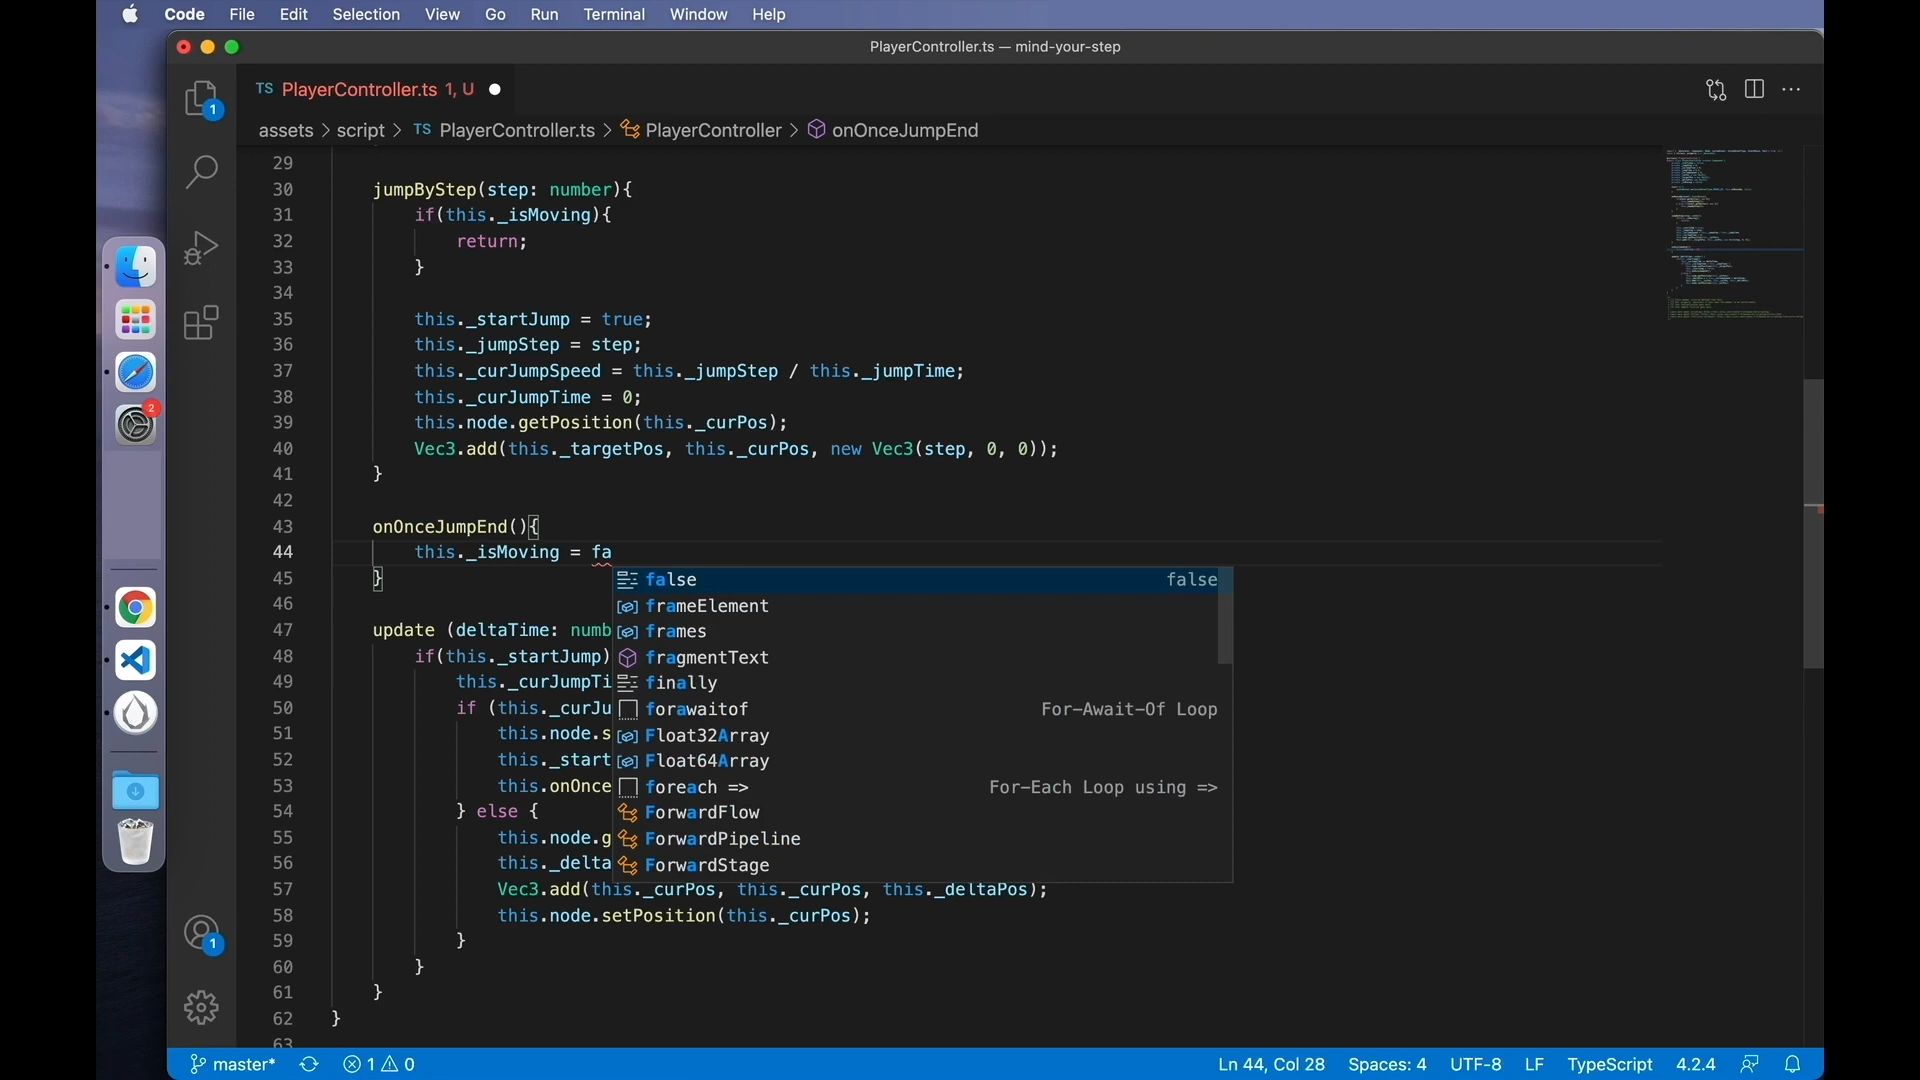 Code File Edit Selection View Go Run Terminal Window Help
PlayerController.ts — mind-your-step
TS PlayerController.ts 1, U
assets > script > TS PlayerController.ts > PlayerController > onOnceJumpEnd
1
2
1
29
30 jumpByStep(step: number){
31 if(this._isMoving){
32 return;
33 }
34
35 this._startJump = true;
36 this._jumpStep = step;
37 this._curJumpSpeed = this._jumpStep / this._jumpTime;
38 this._curJumpTime = 0;
39 this.node.getPosition(this._curPos);
40 Vec3.add(this._targetPos, this._curPos, new Vec3(step, 0, 0));
41 }
42
43 onOnceJumpEnd(){
44 this._isMoving = fa
45 }
46
47 update (deltaTime: numb
48 if(this._startJump)
49 this._curJumpTi
50 if (this._curJu
51 this.node.s
52 this._start
53 this.onOnce
54 } else {
55 this.node.g
56 this._delta
57 Vec3.add(this._curPos, this._curPos, this._deltaPos);
58 this.node.setPosition(this._curPos);
59 }
60 }
61 }
62 }
63
false false
frameElement
frames
fragmentText
finally
forawaitof For-Await-Of Loop
Float32Array
Float64Array
foreach => For-Each Loop using =>
ForwardFlow
ForwardPipeline
ForwardStage
master* 1 0 Ln 44, Col 28 Spaces: 4 UTF-8 LF TypeScript 4.2.4